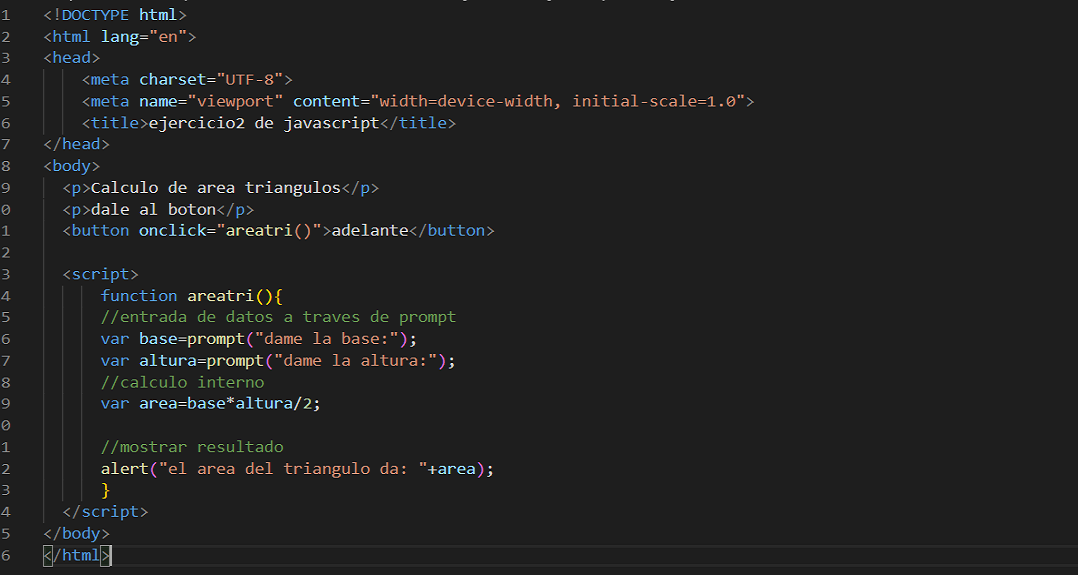 1 <!DOCTYPE html>
2 <html lang="en">
3 <head>
4 <meta charset="UTF-8">
5 <meta name="viewport" content="width=device-width, initial-scale=1.0">
6 <title>ejercicio2 de javascript</title>
7 </head>
8 <body>
9 <p>Calculo de area triangulos</p>
0 <p>dale al boton</p>
1 <button onclick="areatri()">adelante</button>
2
3 <script>
4 function areatri(){
5 //entrada de datos a traves de prompt
6 var base=prompt("dame la base:");
7 var altura=prompt("dame la altura:");
8 //calculo interno
9 var area=base*altura/2;
0
1 //mostrar resultado
2 alert("el area del triangulo da: "+area);
3 }
4 </script>
5 </body>
6 </html>